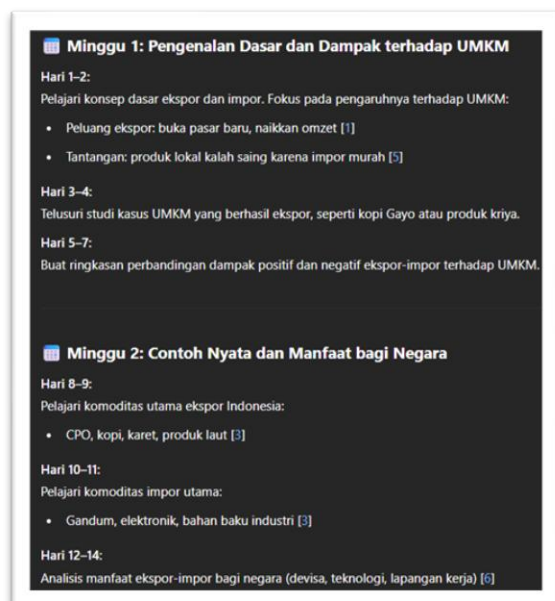 Minggu 1: Pengenalan Dasar dan Dampak terhadap UMKM
Hari 1–2:
Pelajari konsep dasar ekspor dan impor. Fokus pada pengaruhnya terhadap UMKM:
• Peluang ekspor: buka pasar baru, naikkan omzet [1]
• Tantangan: produk lokal kalah saing karena impor murah [5]
Hari 3–4:
Telusuri studi kasus UMKM yang berhasil ekspor, seperti kopi Gayo atau produk kriya.
Hari 5–7:
Buat ringkasan perbandingan dampak positif dan negatif ekspor-impor terhadap UMKM.
Minggu 2: Contoh Nyata dan Manfaat bagi Negara
Hari 8–9:
Pelajari komoditas utama ekspor Indonesia:
• CPO, kopi, karet, produk laut [3]
Hari 10–11:
Pelajari komoditas impor utama:
• Gandum, elektronik, bahan baku industri [3]
Hari 12–14:
Analisis manfaat ekspor-impor bagi negara (devisa, teknologi, lapangan kerja) [6]